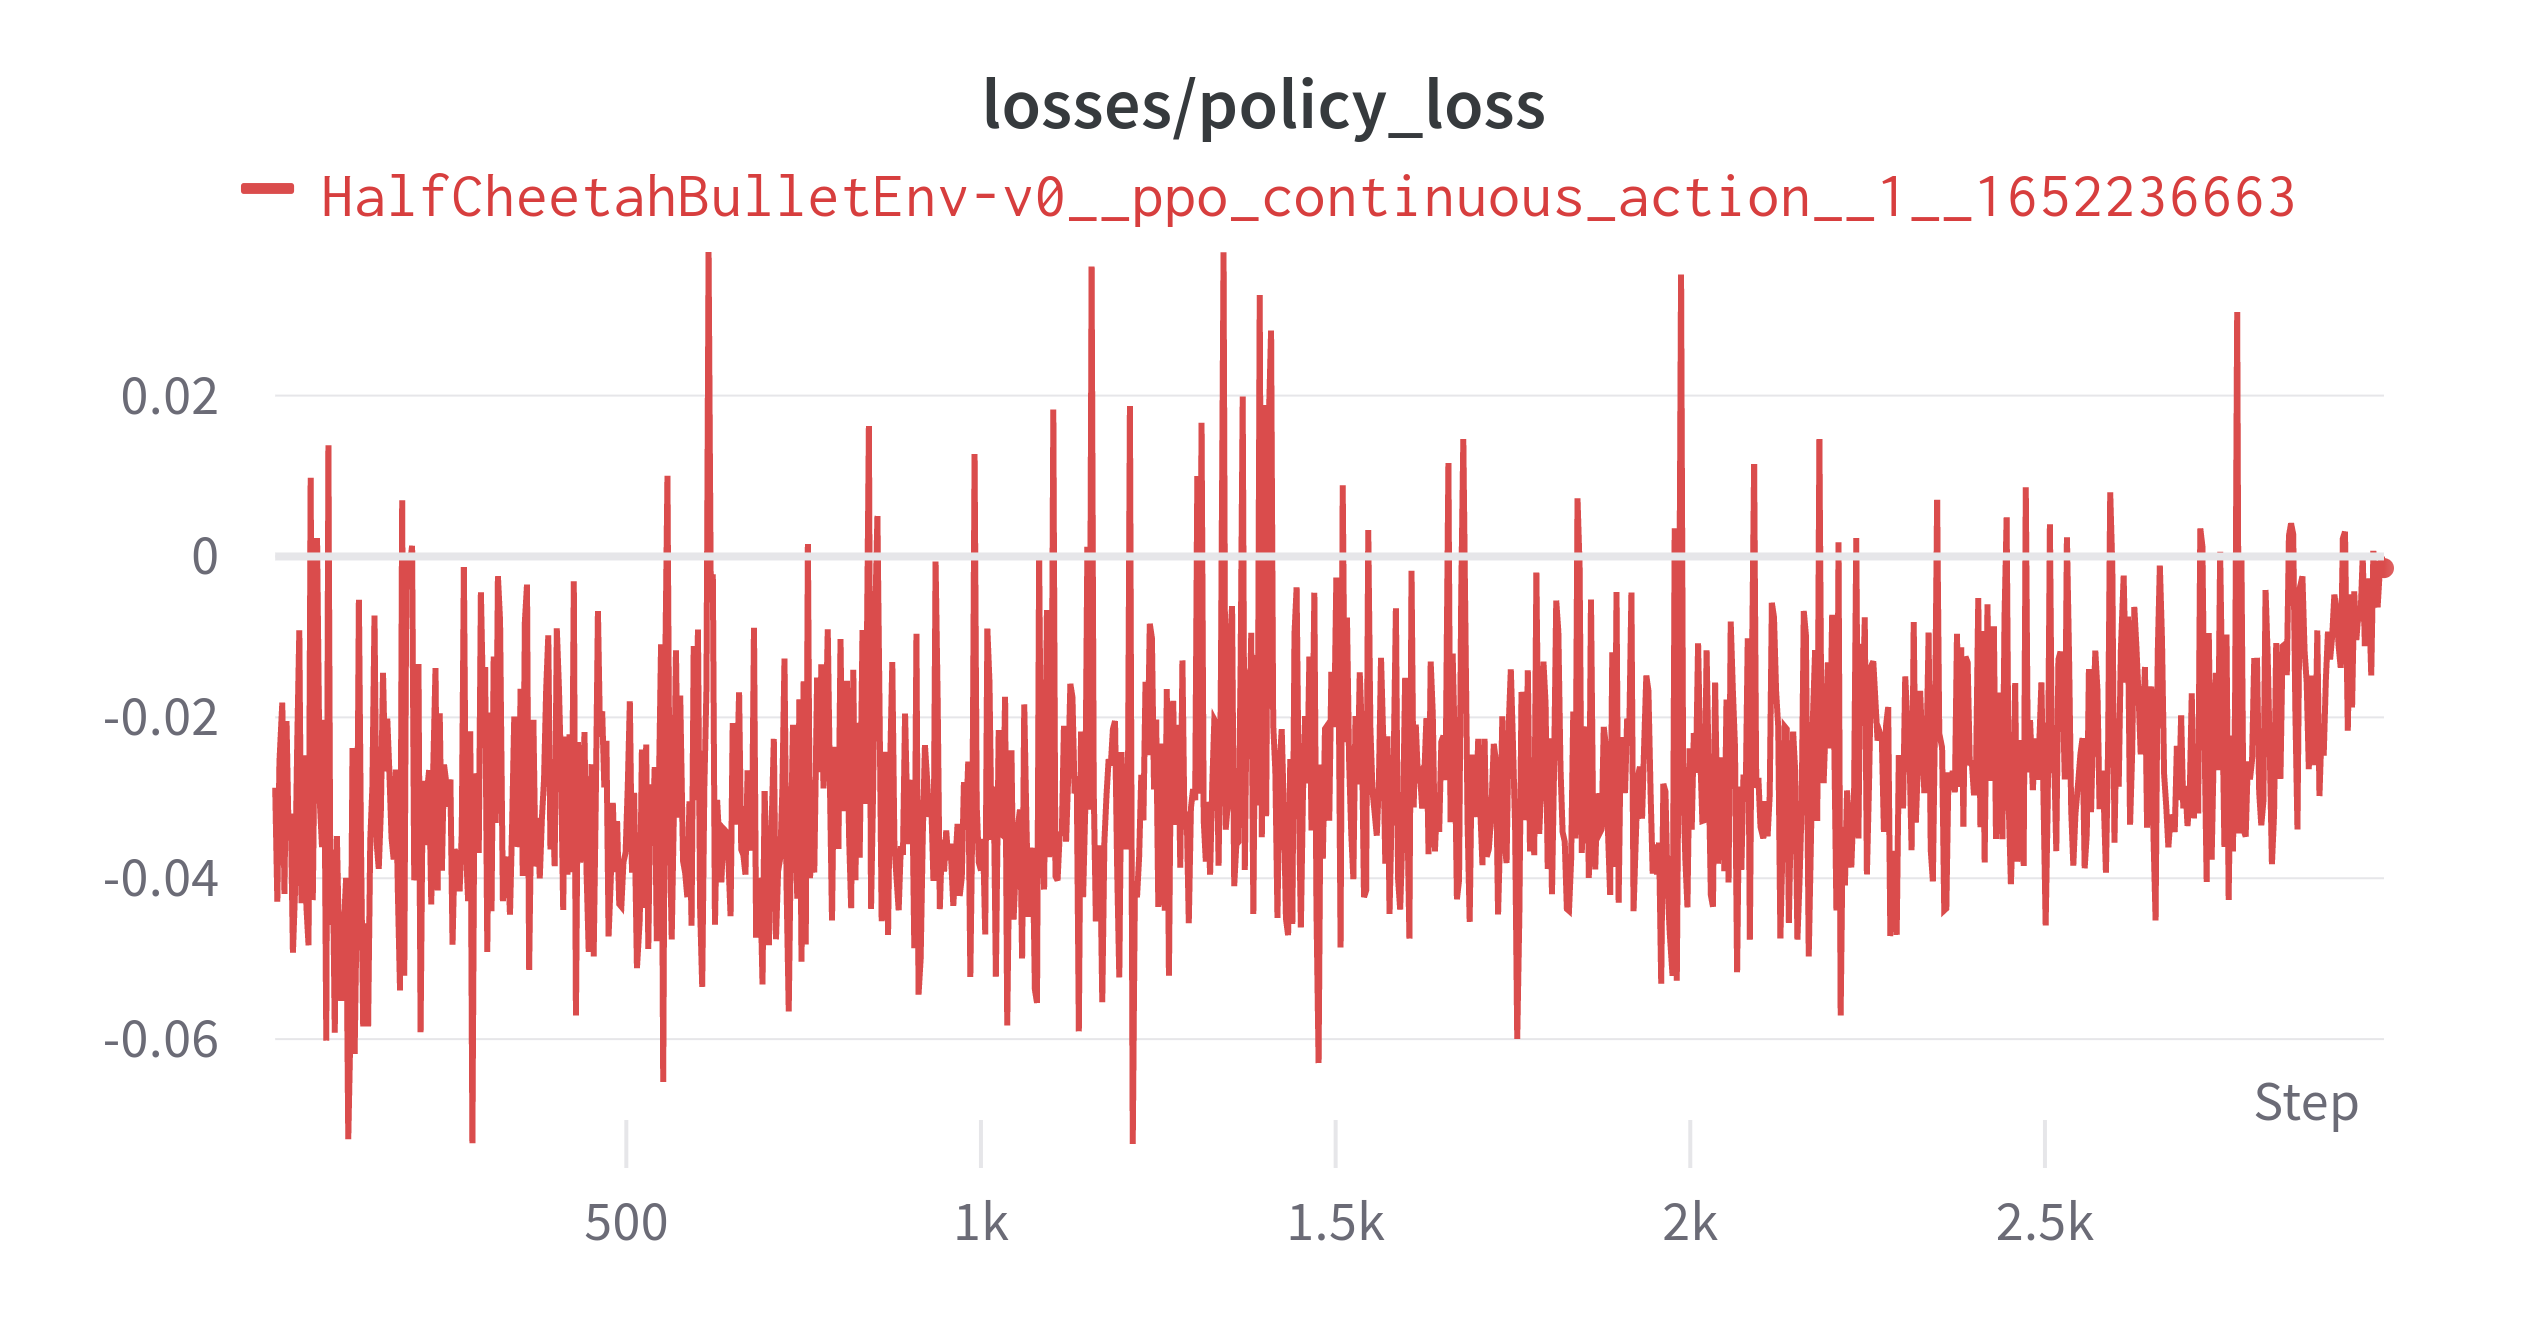 losses/policy_loss
HalfCheetahBulletEnv-v0__ppo_continuous_action__1__1652236663
0.02
0
-0.02
-0.04
-0.06
Step
500 1k 1.5k 2k 2.5k